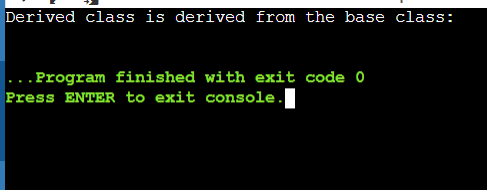 Derived class is derived from the base class:
...Program finished with exit code 0
Press ENTER to exit console.